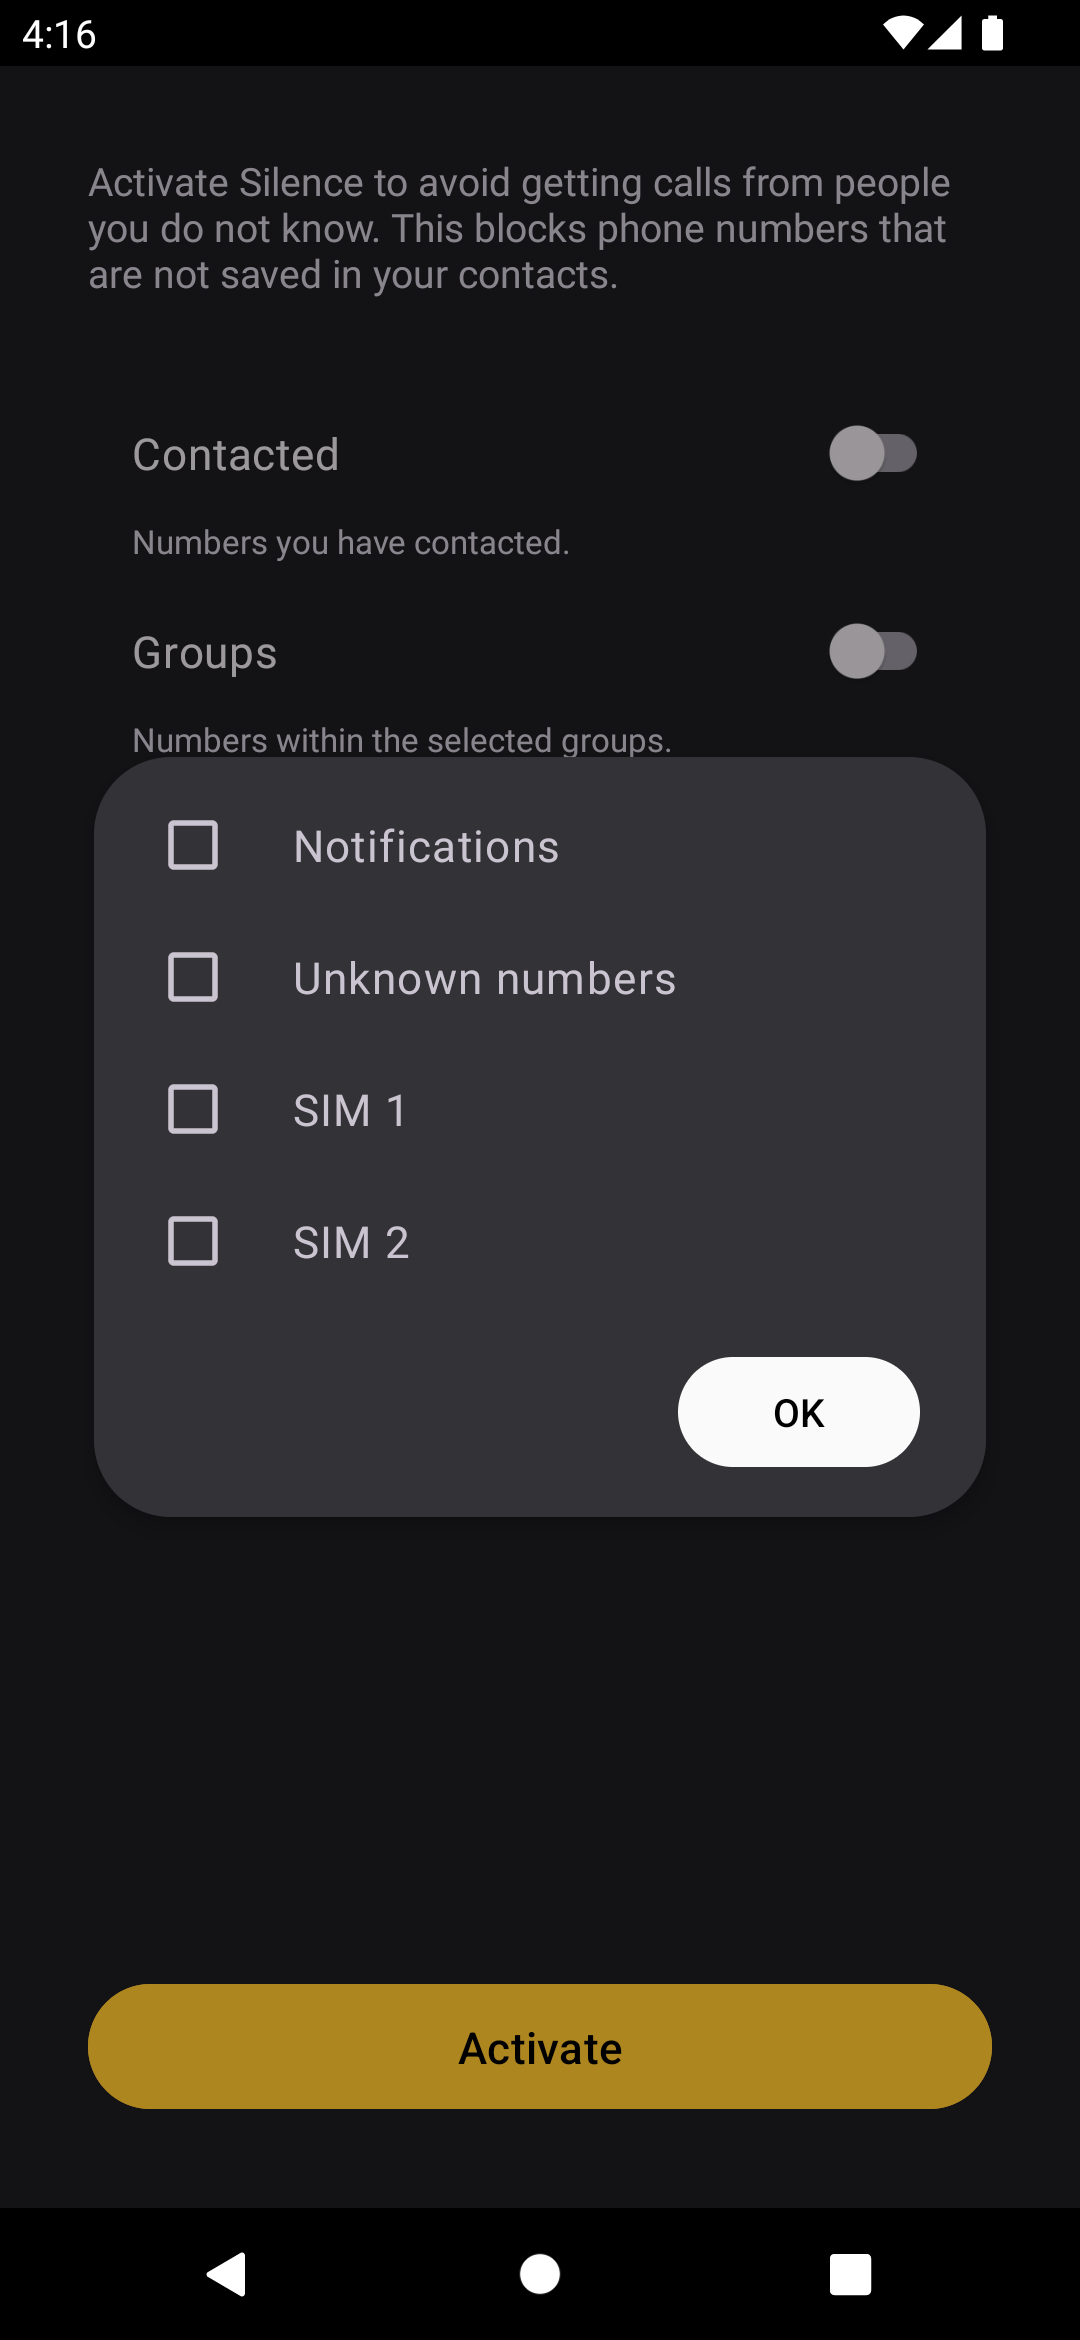 4:16
Activate Silence to avoid getting calls from people
you do not know. This blocks phone numbers that
are not saved in your contacts.
Contacted
Numbers you have contacted.
Groups
Numbers within the selected groups.
Notifications
Unknown numbers
SIM 1
SIM 2
OK
Activate